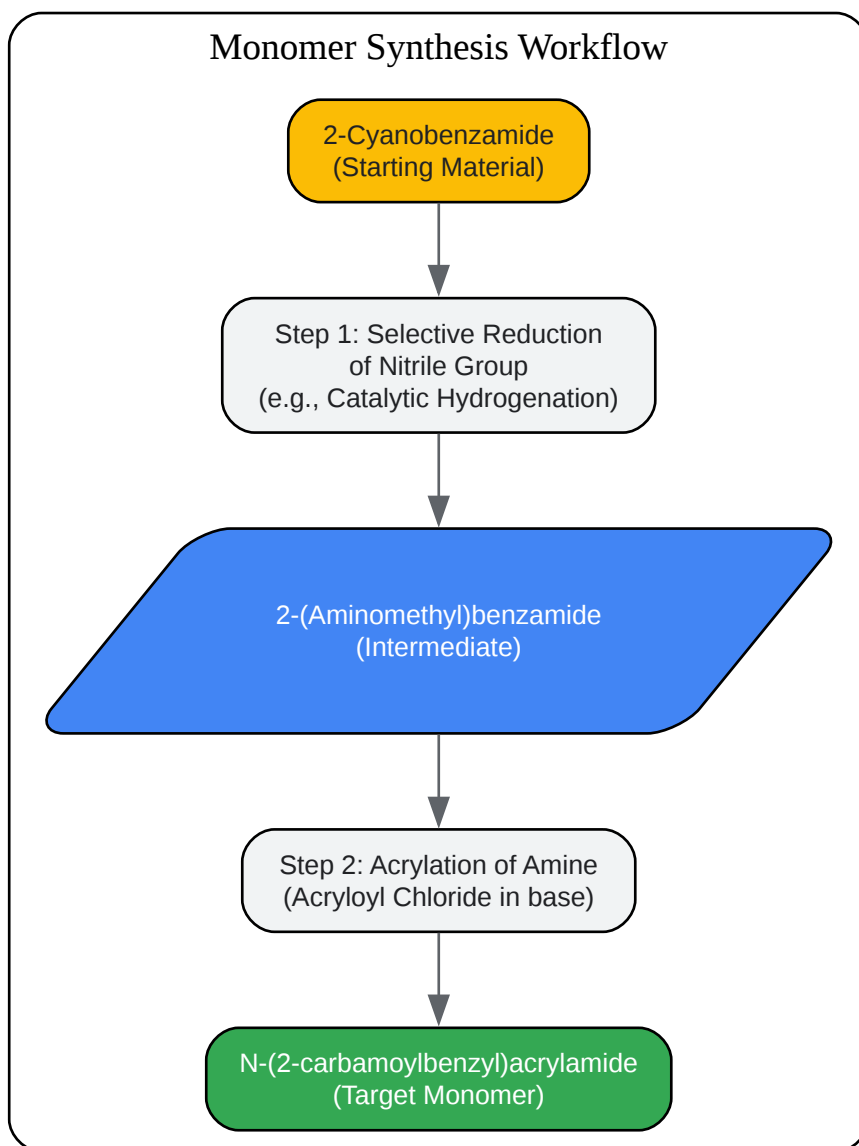 Monomer Synthesis Workflow
2-Cyanobenzamide
(Starting Material)
Step 1: Selective Reduction
of Nitrile Group
(e.g., Catalytic Hydrogenation)
2-(Aminomethyl)benzamide
(Intermediate)
Step 2: Acrylation of Amine
(Acryloyl Chloride in base)
N-(2-carbamoylbenzyl)acrylamide
(Target Monomer)